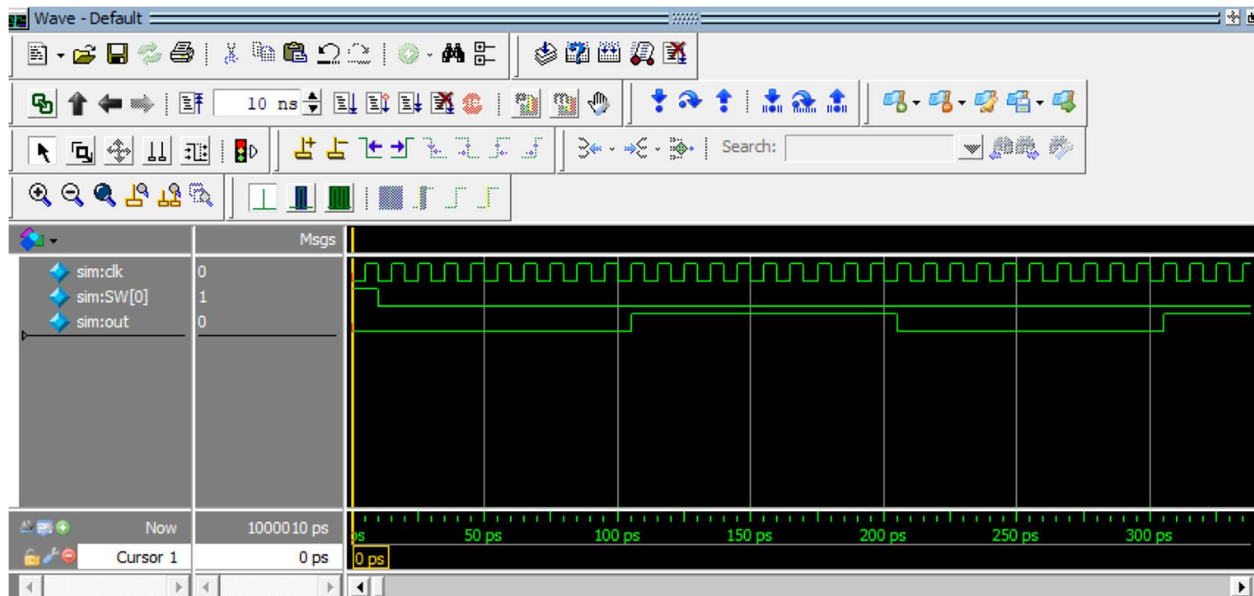 Wave - Default
10 ns
Search:
Msgs
sim:clk 0
sim:SW[0] 1
sim:out 0
Now 1000010 ps
Cursor 1 0 ps
ps 50 ps 100 ps 150 ps 200 ps 250 ps 300 ps
0 ps